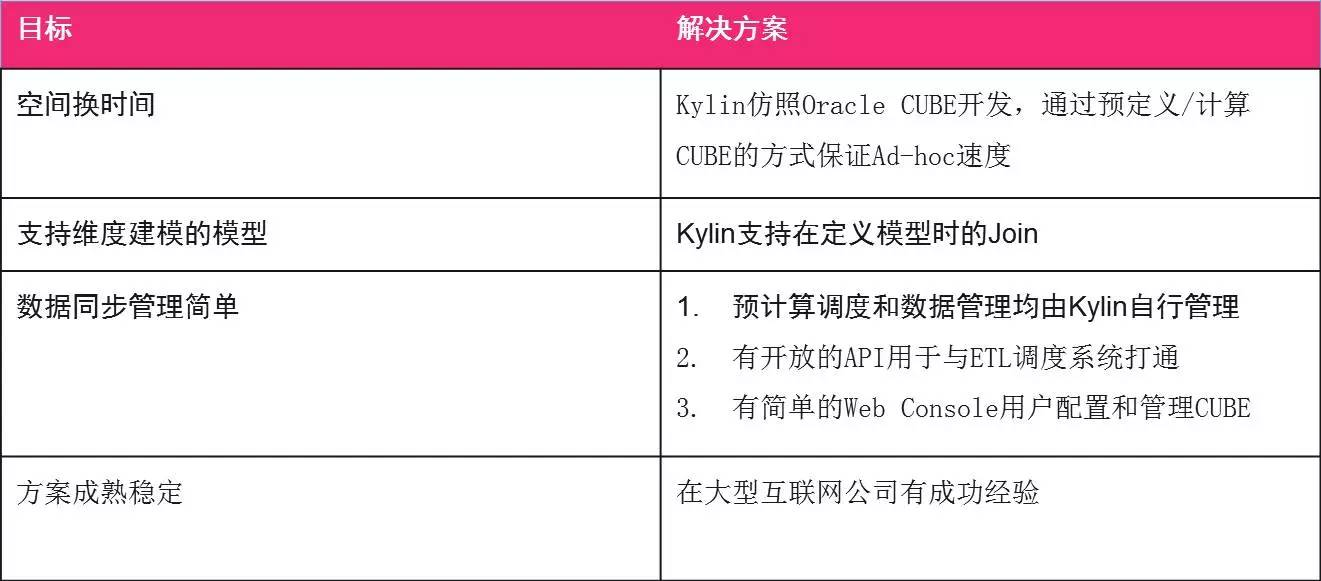 目标
解决方案
空间换时间
Kylin仿照Oracle CUBE开发，通过预定义/计算
CUBE的方式保证Ad-hoc速度
支持维度建模的模型
Kylin支持在定义模型时的Join
数据同步管理简单
1. 预计算调度和数据管理均由Kylin自行管理
2. 有开放的API用于与ETL调度系统打通
3. 有简单的Web Console用户配置和管理CUBE
方案成熟稳定
在大型互联网公司有成功经验